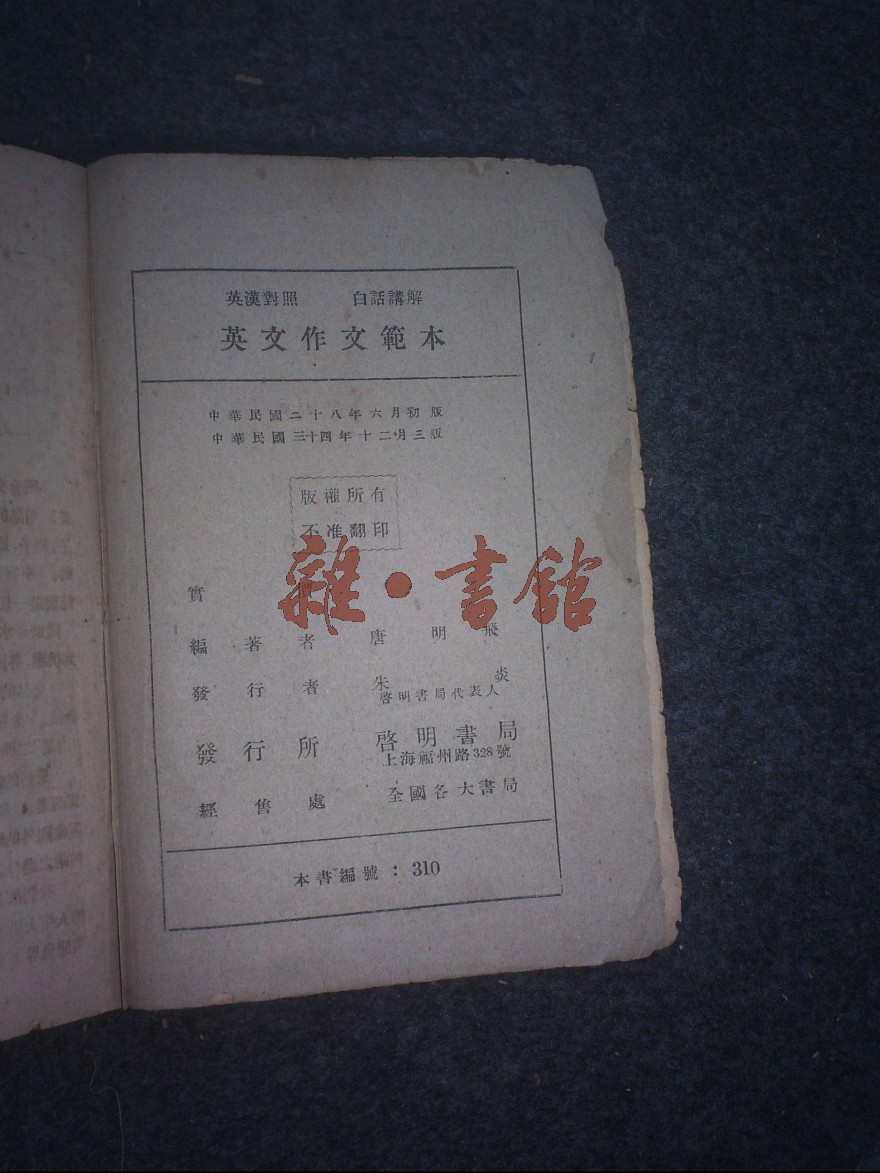 英漢對照 白話講解
英文作文範本
中華民國二十八年六月初版
中華民國三十四年十二月三版
版權所有
不准翻印
實價
編著者 唐明飛
發行者 朱炎
啓明書局代表人
發行所 啓明書局
上海福州路328號
經售處 全國各大書局
本書編號：310
雜·書館